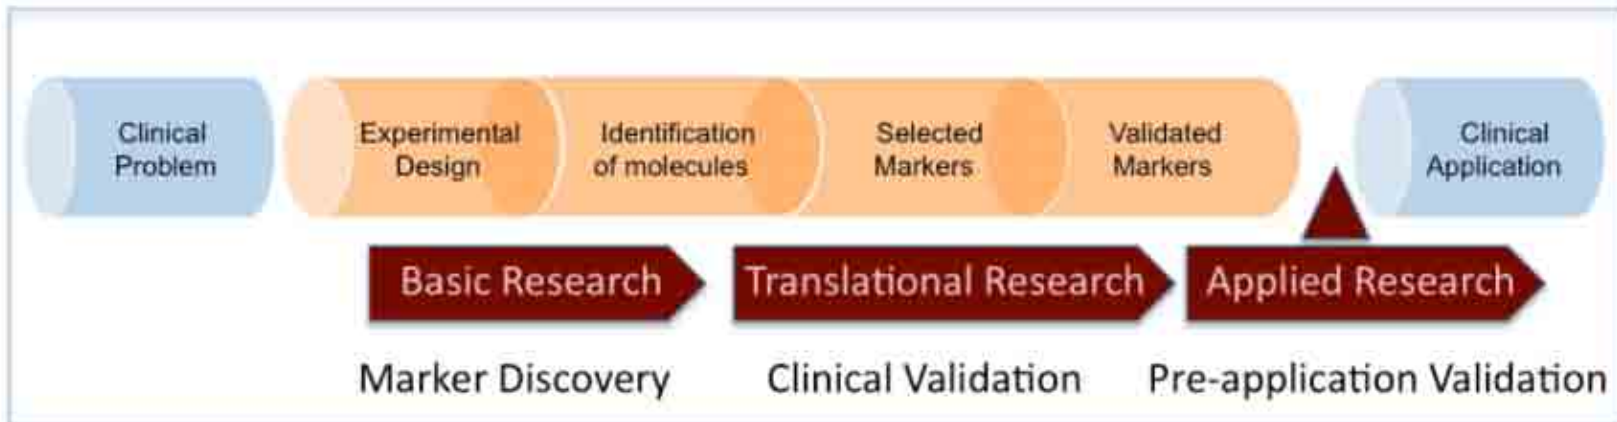 Clinical
Problem
Experimental
Design
Identification
of molecules
Selected
Markers
Validated
Markers
Clinical
Application
Basic Research
Translational Research
Applied Research
Marker Discovery
Clinical Validation
Pre-application Validation